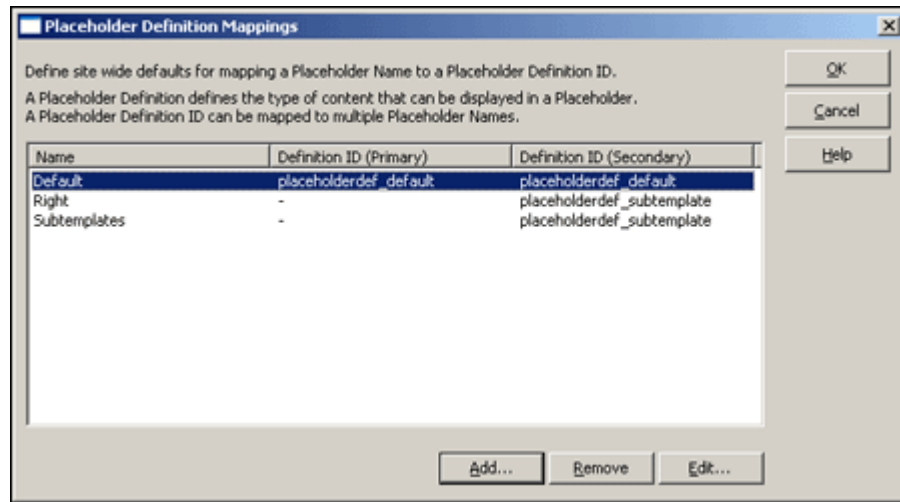 Placeholder Definition Mappings
Define site wide defaults for mapping a Placeholder Name to a Placeholder Definition ID.
OK
A Placeholder Definition defines the type of content that can be displayed in a Placeholder.
A Placeholder Definition ID can be mapped to multiple Placeholder Names.
Cancel
Help
Name Definition ID (Primary) Definition ID (Secondary)
Default placeholderdef_default placeholderdef_default
Right - placeholderdef_subtemplate
Subtemplates - placeholderdef_subtemplate
Add... Remove Edit...